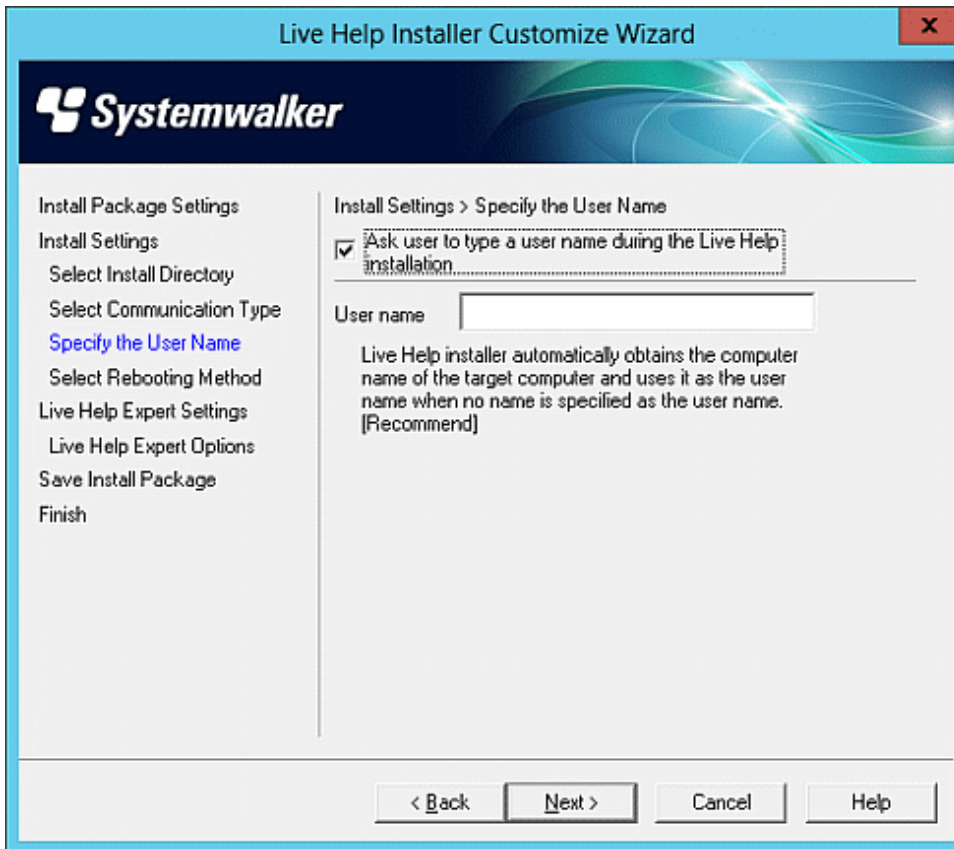 Live Help Installer Customize Wizard
x
Systemwalker
Install Package Settings
Install Settings
Select Install Directory
Select Communication Type
Specify the User Name
Select Rebooting Method
Live Help Expert Settings
Live Help Expert Options
Save Install Package
Finish
Install Settings > Specify the User Name
Ask user to type a user name during the Live Help
installation
User name
Live Help installer automatically obtains the computer
name of the target computer and uses it as the user
name when no name is specified as the user name.
[Recommend]
< Back
Next >
Cancel
Help